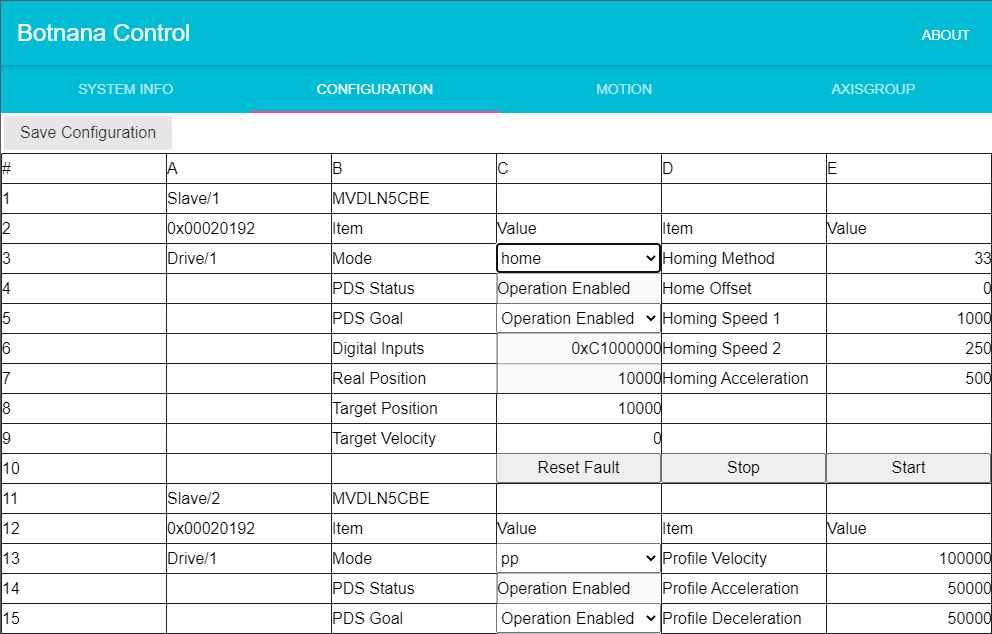 Botnana Control
ABOUT
SYSTEM INFO CONFIGURATION MOTION AXISGROUP
Save Configuration
# A B C D E
1 Slave/1 MVDLN5CBE
2 0x00020192 Item Value Item Value
3 Drive/1 Mode home Homing Method 33
4 PDS Status Operation Enabled Home Offset 0
5 PDS Goal Operation Enabled Homing Speed 1 1000
6 Digital Inputs 0xC1000000 Homing Speed 2 250
7 Real Position 10000 Homing Acceleration 500
8 Target Position 10000
9 Target Velocity 0
10 Reset Fault Stop Start
11 Slave/2 MVDLN5CBE
12 0x00020192 Item Value Item Value
13 Drive/1 Mode pp Profile Velocity 100000
14 PDS Status Operation Enabled Profile Acceleration 50000
15 PDS Goal Operation Enabled Profile Deceleration 50000